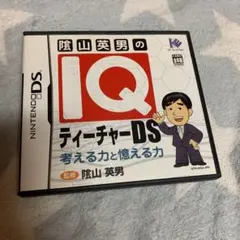 陰山英男の
IQ
ティーチャーDS
考える力と憶える力
監修 陰山 英男
NINTENDO DS